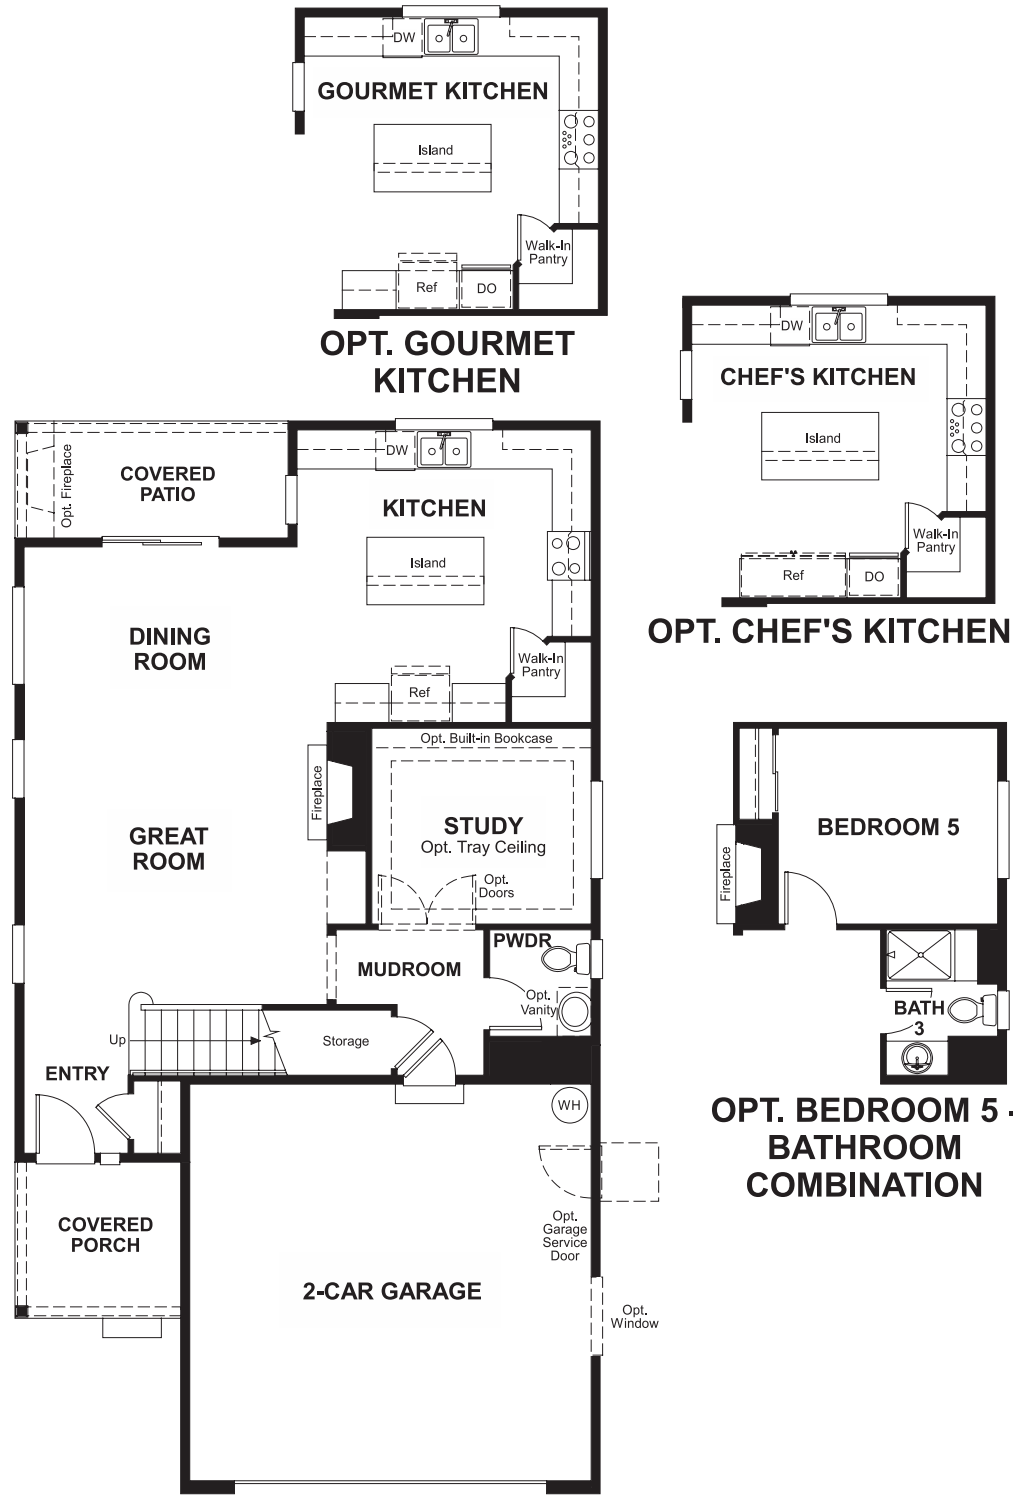 DW
GOURMET KITCHEN
Island
Walk-In
Pantry
Ref
DO
OPT. GOURMET
KITCHEN
DW
CHEF'S KITCHEN
Island
Walk-In
Pantry
Ref
DO
OPT. CHEF'S KITCHEN
Opt. Fireplace
COVERED
PATIO
DW
KITCHEN
Island
DINING
ROOM
Walk-In
Pantry
Ref
Opt. Built-in Bookcase
Fireplace
GREAT
ROOM
STUDY
Opt. Tray Ceiling
Opt.
Doors
PWDR
MUDROOM
Opt.
Vanity
Up
Storage
ENTRY
WH
COVERED
PORCH
Opt.
Garage
Service
Door
2-CAR GARAGE
Opt.
Window
BEDROOM 5
Fireplace
BATH
3
OPT. BEDROOM 5 -
BATHROOM
COMBINATION